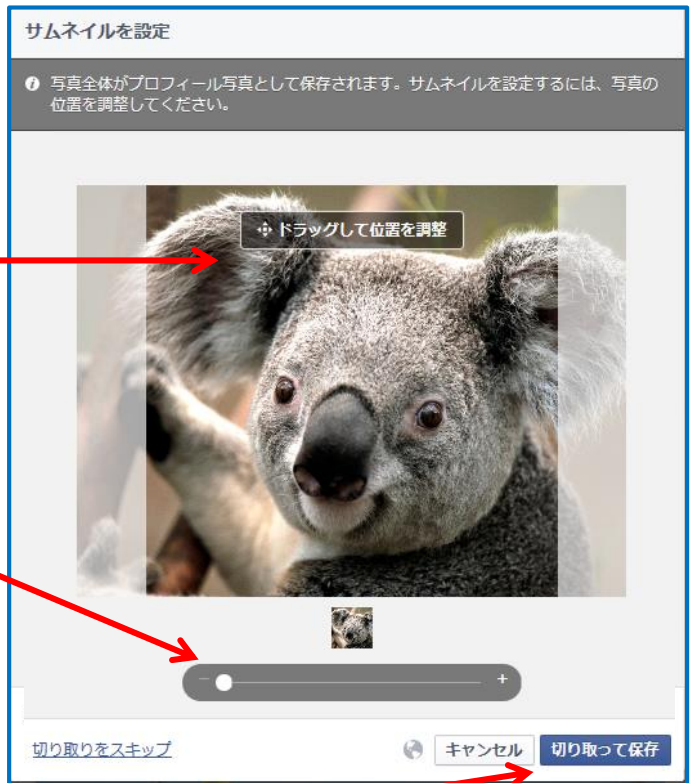 サムネイルを設定
写真全体がプロフィール写真として保存されます。サムネイルを設定するには、写真の
位置を調整してください。
ドラッグして位置を調整
- +
切り取りをスキップ キャンセル 切り取って保存